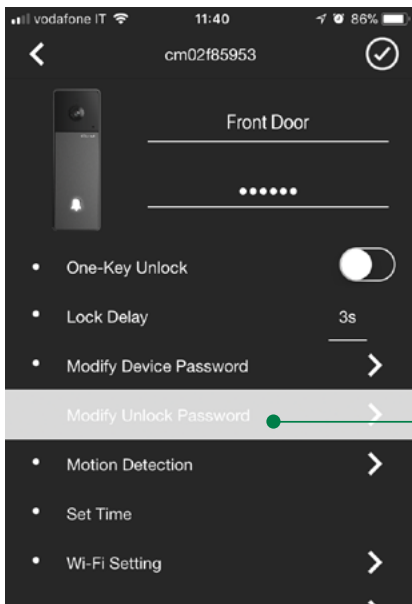 vodafone IT 11:40 86%
cm02f85953
Front Door
••••••
• One-Key Unlock
• Lock Delay 3s
• Modify Device Password
Modify Unlock Password
• Motion Detection
• Set Time
• Wi-Fi Setting